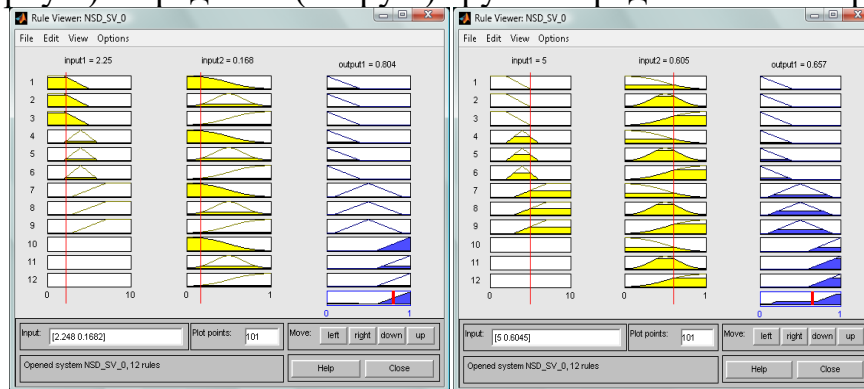 Rule Viewer: NSD_SV_0
File Edit View Options
input1 = 2.25 input2 = 0.168 output1 = 0.804
1
2
3
4
5
6
7
8
9
10
11
12
0 10 0 1
0 1
Input: [2.248 0.1682] Plot points: 101 Move: left right down up
Opened system NSD_SV_0, 12 rules Help Close
Rule Viewer: NSD_SV_0
File Edit View Options
input1 = 5 input2 = 0.605 output1 = 0.657
1
2
3
4
5
6
7
8
9
10
11
12
0 10 0 1
0 1
Input: [5 0.6045] Plot points: 101 Move: left right down up
Opened system NSD_SV_0, 12 rules Help Close